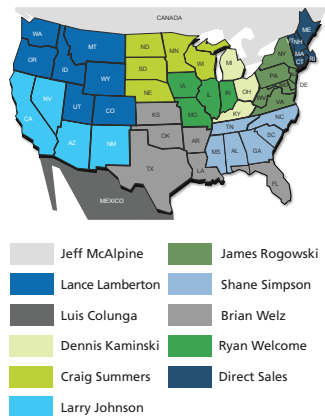 CANADA
WA
MT
ND
MN
ME
VT
NH
OR
ID
SD
WI
MI
NY
MA
CT
RI
WY
NE
IA
PA
NV
UT
CO
IL
IN
OH
WV
VA
DE
CA
KS
MO
KY
AZ
NM
OK
AR
TN
NC
SC
MS
AL
GA
TX
LA
FL
MEXICO
Jeff McAlpine
James Rogowski
Lance Lamberton
Shane Simpson
Luis Colunga
Brian Welz
Dennis Kaminski
Ryan Welcome
Craig Summers
Direct Sales
Larry Johnson